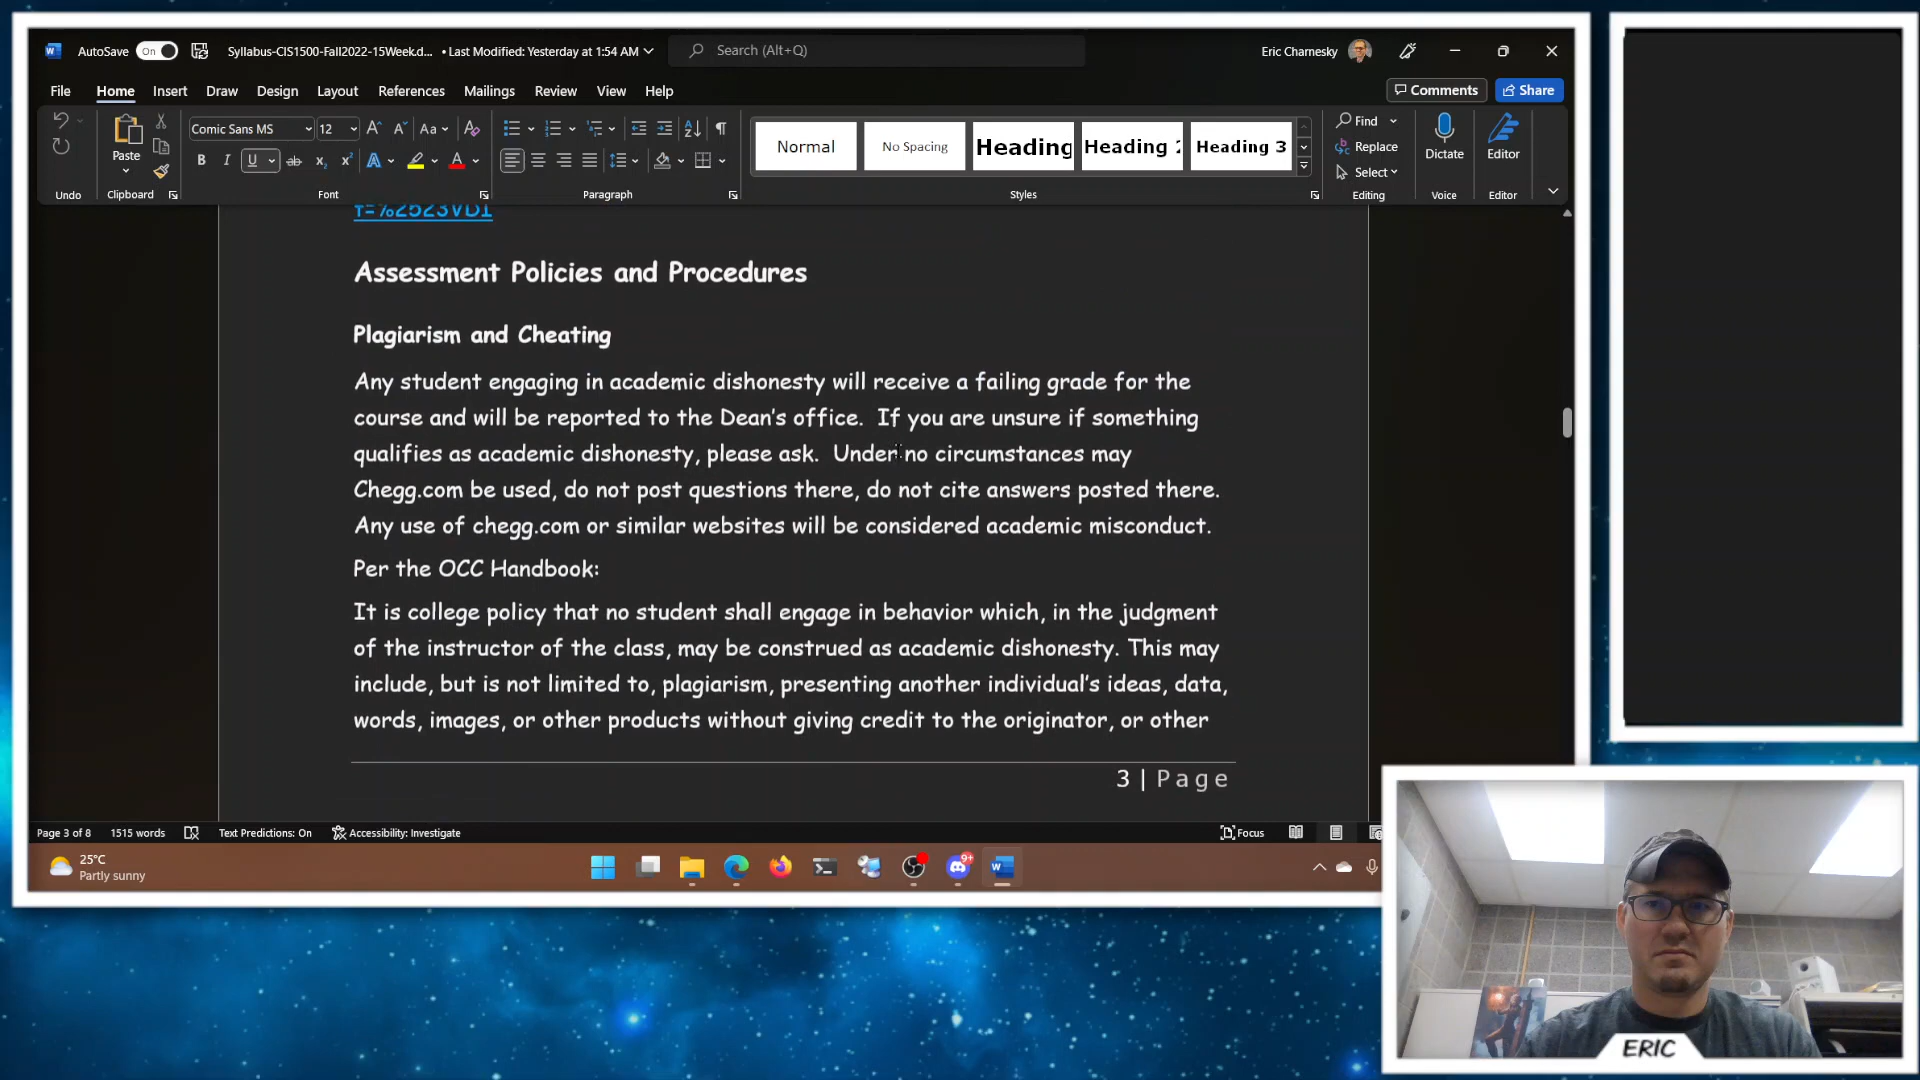 AutoSave On Syllabus-CIS1500-Fall2022-15Week.d... • Last Modified: Yesterday at 1:54 AM Search (Alt+Q) Eric Charnesky
File Home Insert Draw Design Layout References Mailings Review View Help Comments Share
Paste Comic Sans MS 12 Aa Normal No Spacing Heading Heading 2 Heading 3 Find Replace Select Dictate Editor
Undo Clipboard Font Paragraph Styles Editing Voice Editor
f=%2523VD1
Assessment Policies and Procedures
Plagiarism and Cheating
Any student engaging in academic dishonesty will receive a failing grade for the
course and will be reported to the Dean's office. If you are unsure if something
qualifies as academic dishonesty, please ask. Under no circumstances may
Chegg.com be used, do not post questions there, do not cite answers posted there.
Any use of chegg.com or similar websites will be considered academic misconduct.
Per the OCC Handbook:
It is college policy that no student shall engage in behavior which, in the judgment
of the instructor of the class, may be construed as academic dishonesty. This may
include, but is not limited to, plagiarism, presenting another individual's ideas, data,
words, images, or other products without giving credit to the originator, or other
3 | Page
Page 3 of 8 1515 words Text Predictions: On Accessibility: Investigate Focus
25°C
Partly sunny
9+
ERIC